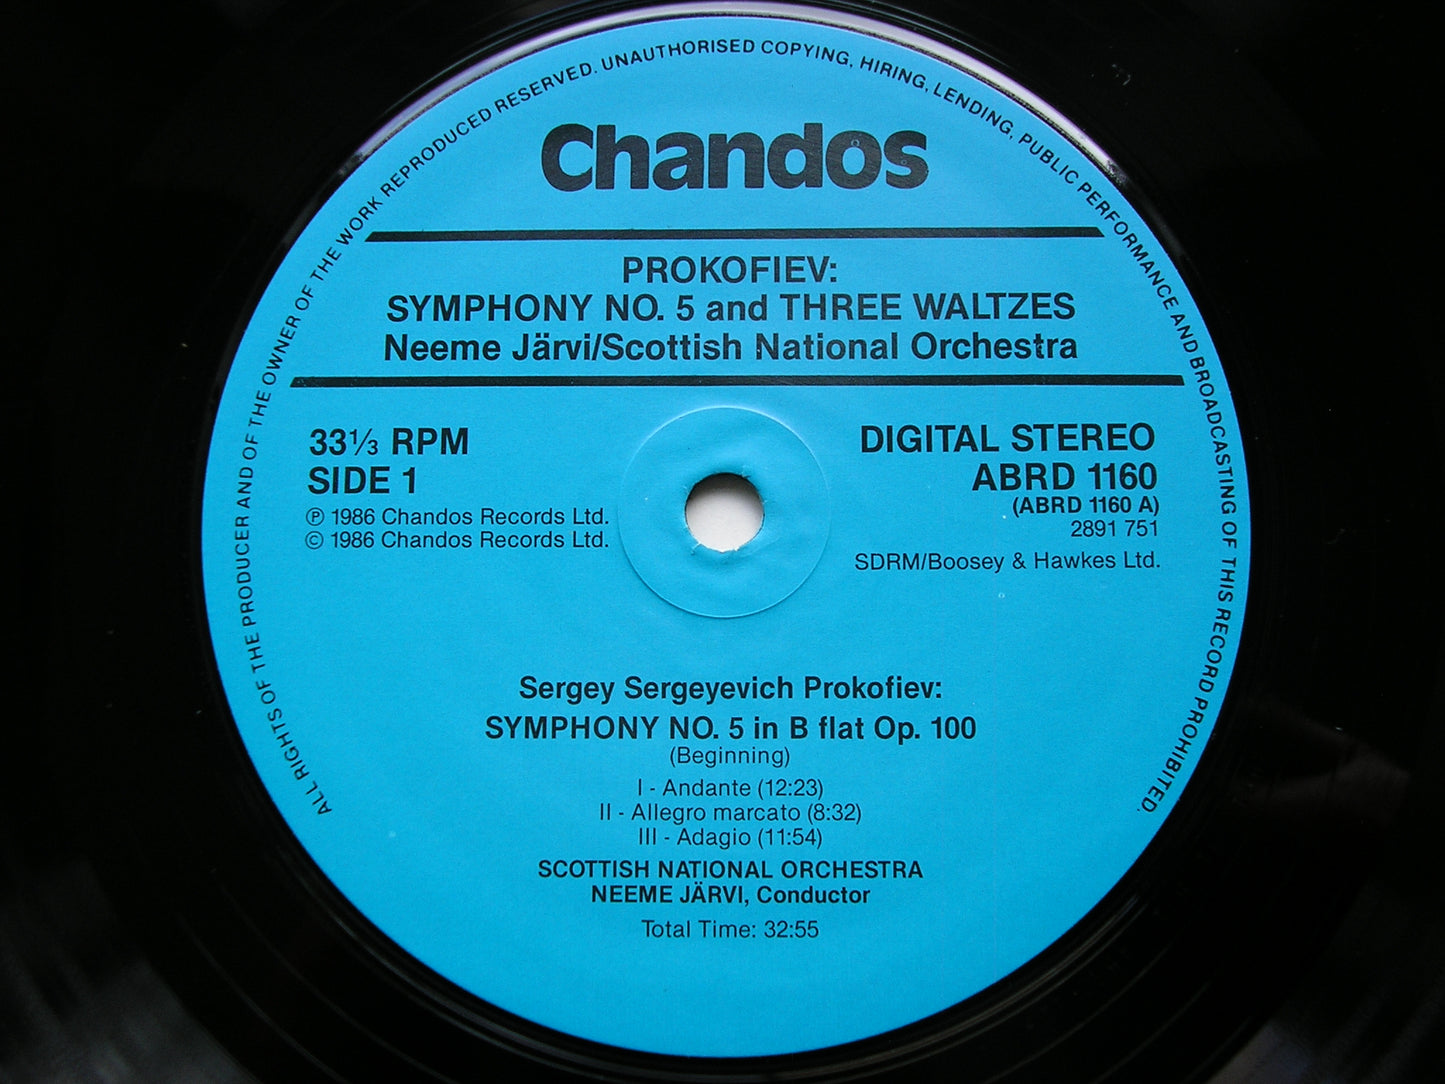 ALL RIGHTS OF THE PRODUCER AND OF THE OWNER OF THE WORK REPRODUCED RESERVED. UNAUTHORISED COPYING, HIRING, LENDING, PUBLIC PERFORMANCE AND BROADCASTING OF THIS RECORD PROHIBITED.
Chandos
PROKOFIEV:
SYMPHONY NO. 5 and THREE WALTZES
Neeme Järvi/Scottish National Orchestra
33⅓ RPM
SIDE 1
℗ 1986 Chandos Records Ltd.
© 1986 Chandos Records Ltd.
DIGITAL STEREO
ABRD 1160
(ABRD 1160 A)
2891 751
SDRM/Boosey & Hawkes Ltd.
Sergey Sergeyevich Prokofiev:
SYMPHONY NO. 5 in B flat Op. 100
(Beginning)
I - Andante (12:23)
II - Allegro marcato (8:32)
III - Adagio (11:54)
SCOTTISH NATIONAL ORCHESTRA
NEEME JÄRVI, Conductor
Total Time: 32:55